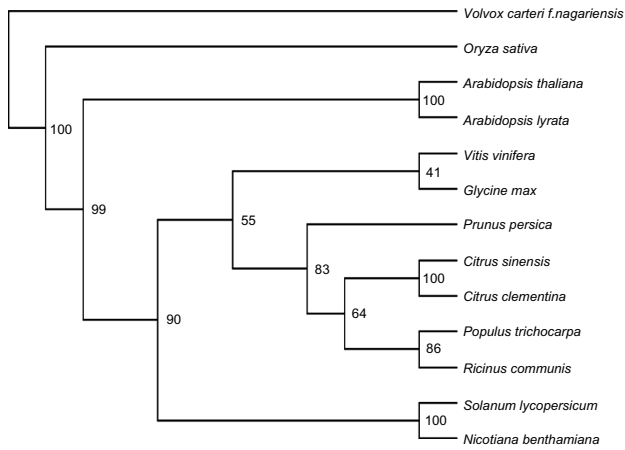 Volvox carteri f.nagariensis
Oryza sativa
Arabidopsis thaliana
100
Arabidopsis lyrata
100
Vitis vinifera
41
Glycine max
99
55
Prunus persica
Citrus sinensis
83
100
Citrus clementina
64
90
Populus trichocarpa
86
Ricinus communis
Solanum lycopersicum
100
Nicotiana benthamiana